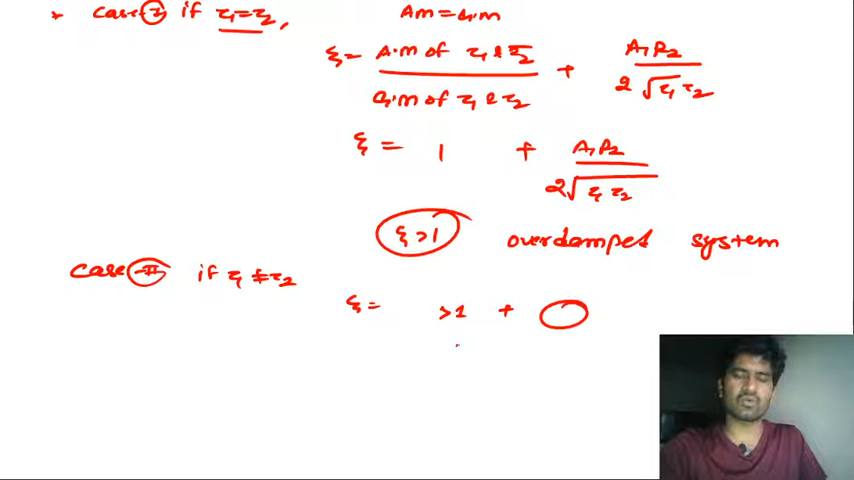 * case-I if τ₁=τ₂, Am=G.m
ξ = A.m of τ₁ & τ₂ / G.m of τ₁ & τ₂ + A₁R₂ / 2√τ₁τ₂
ξ = 1 + A₁R₂ / 2√τ₁τ₂
ξ>1 overdamped system
case-II if τ₁≠τ₂
ξ= >1 +